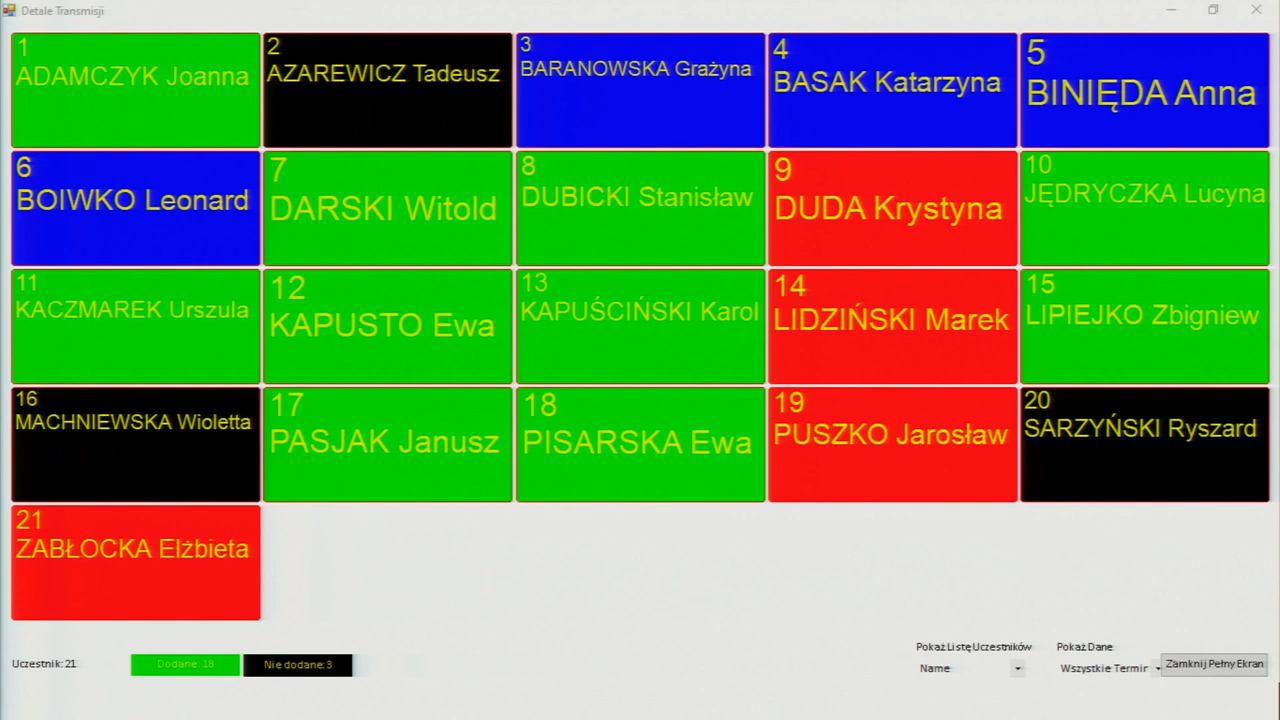 Detale Transmisji
1
ADAMCZYK Joanna
2
AZAREWICZ Tadeusz
3
BARANOWSKA Grażyna
4
BASAK Katarzyna
5
BINIĘDA Anna
6
BOIWKO Leonard
7
DARSKI Witold
8
DUBICKI Stanisław
9
DUDA Krystyna
10
JĘDRYCZKA Lucyna
11
KACZMAREK Urszula
12
KAPUSTO Ewa
13
KAPUŚCIŃSKI Karol
14
LIDZIŃSKI Marek
15
LIPIEJKO Zbigniew
16
MACHNIEWSKA Wioletta
17
PASJAK Janusz
18
PISARSKA Ewa
19
PUSZKO Jarosław
20
SARZYŃSKI Ryszard
21
ZABŁOCKA Elżbieta
Pokaż Listę Uczestników
Pokaż Dane
Uczestnik: 21
Dodane: 18
Nie dodane: 3
Name
Wszystkie Termir
Zamknij Pełny Ekran